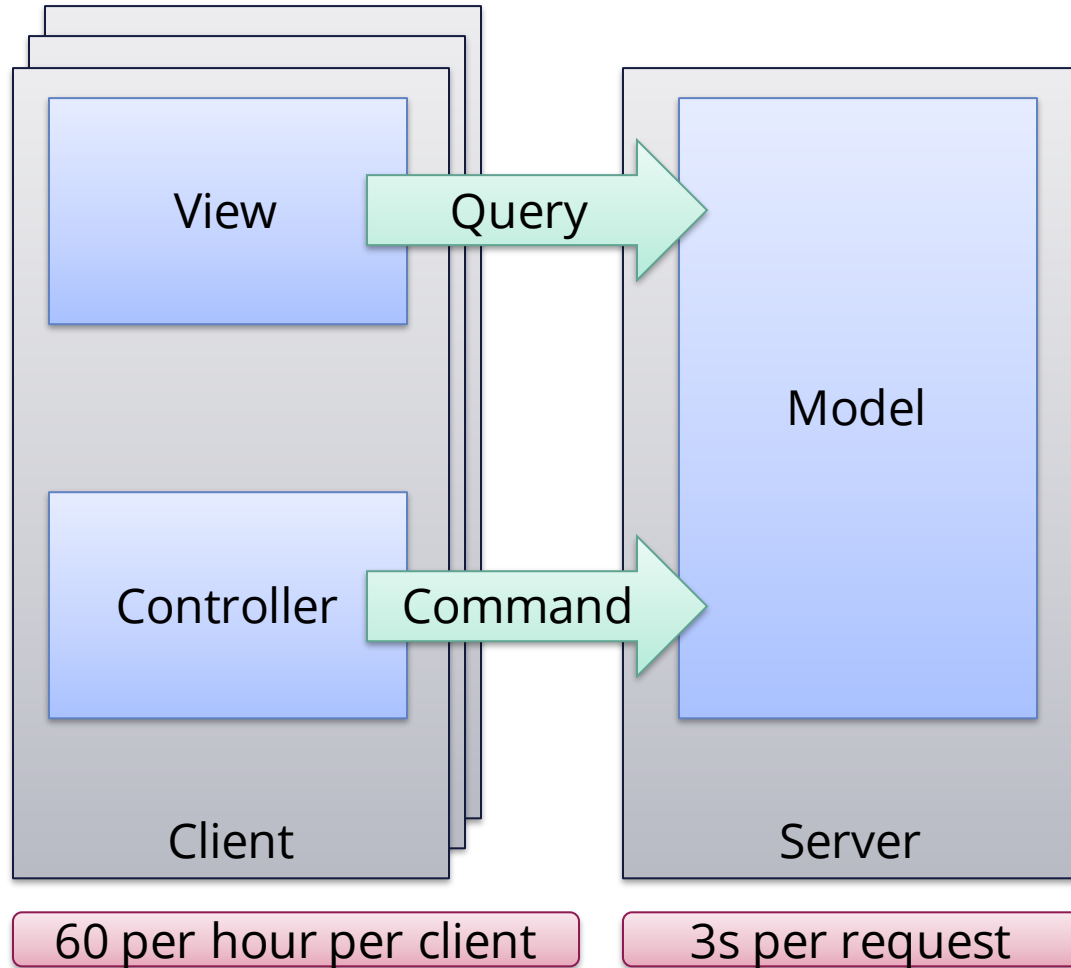 View
Query
Model
Controller
Command
Client
Server
60 per hour per client
3s per request